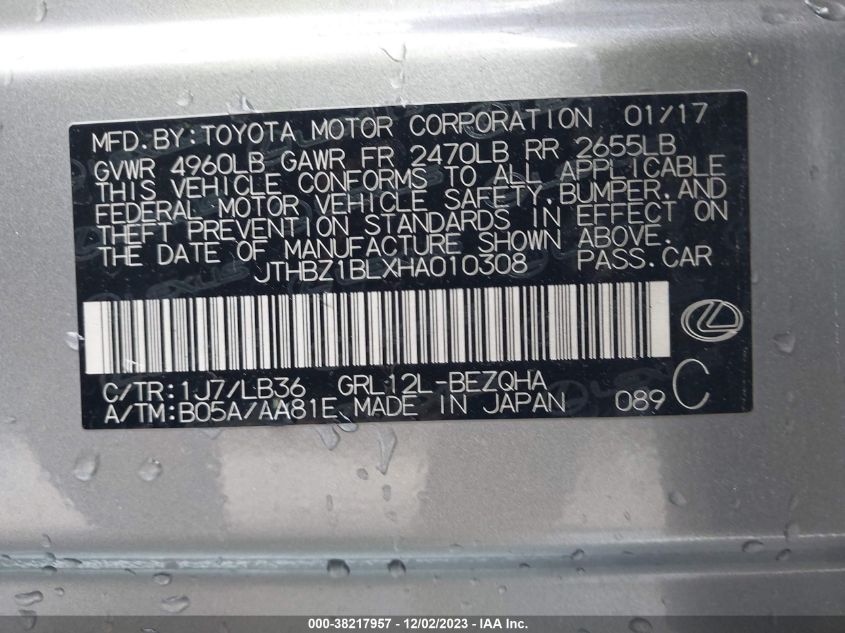 MFD.BY:TOYOTA MOTOR CORPORATION 01/17
GVWR 4960LB GAWR FR 2470LB RR 2655LB
THIS VEHICLE CONFORMS TO ALL APPLICABLE
FEDERAL MOTOR VEHICLE SAFETY,BUMPER,AND
THEFT PREVENTION STANDARDS IN EFFECT ON
THE DATE OF MANUFACTURE SHOWN ABOVE.
JTHBZ1BLXHA010308 PASS.CAR
C/TR:1J7/LB36 GRL12L-BEZQHA
A/TM:B05A/AA81E MADE IN JAPAN 089 C
000-38217957 - 12/02/2023 - IAA Inc.